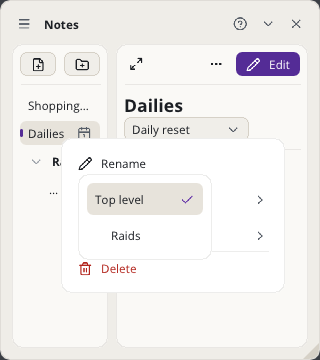 Notes
Edit
Shopping...
Dailies
Dailies
Daily reset
Ra
...
Rename
Top level
Raids
Delete